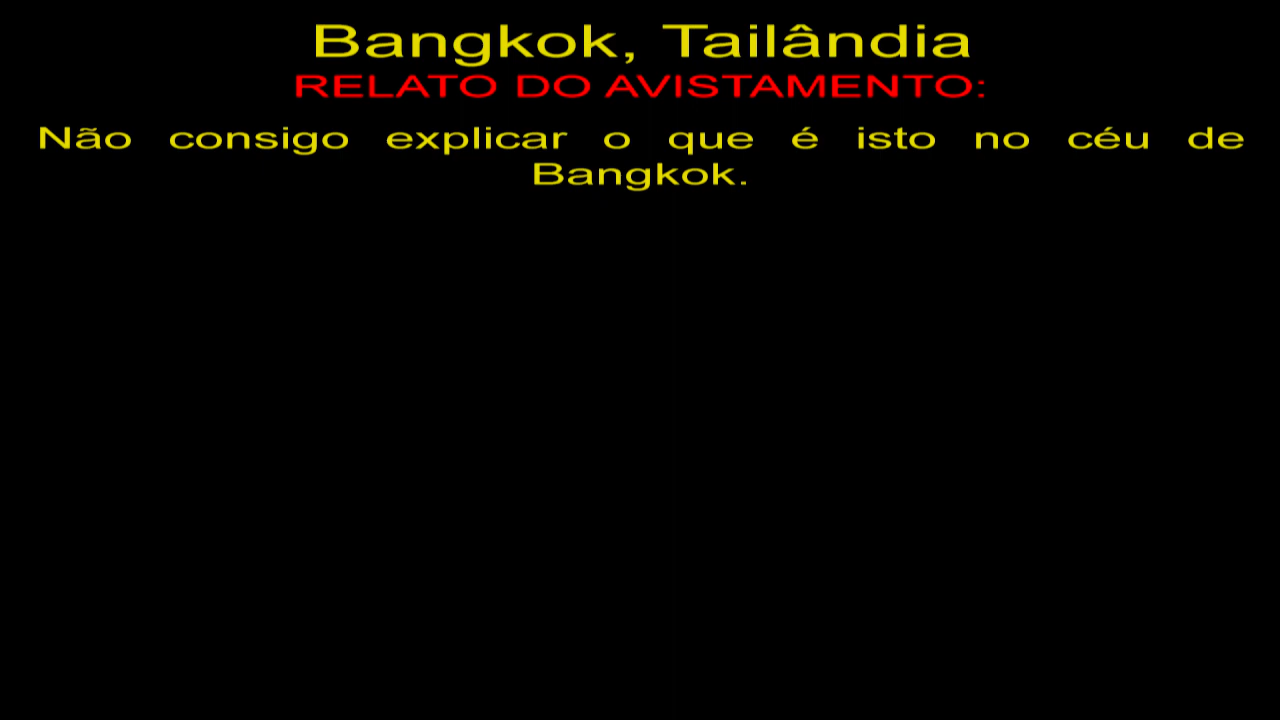 Bangkok, Tailândia
RELATO DO AVISTAMENTO:
Não consigo explicar o que é isto no céu de
Bangkok.